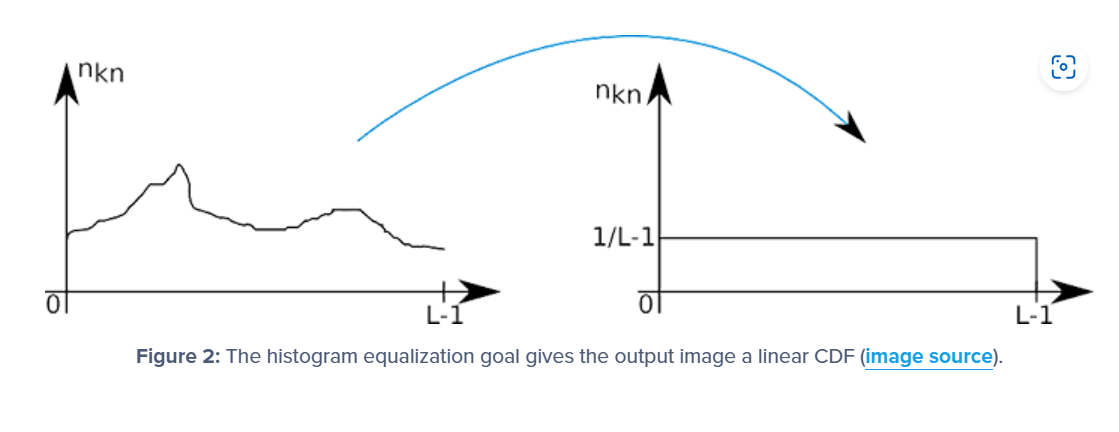 nkn
0
L-1
nkn
1/L-1
0
L-1
Figure 2: The histogram equalization goal gives the output image a linear CDF (image source).